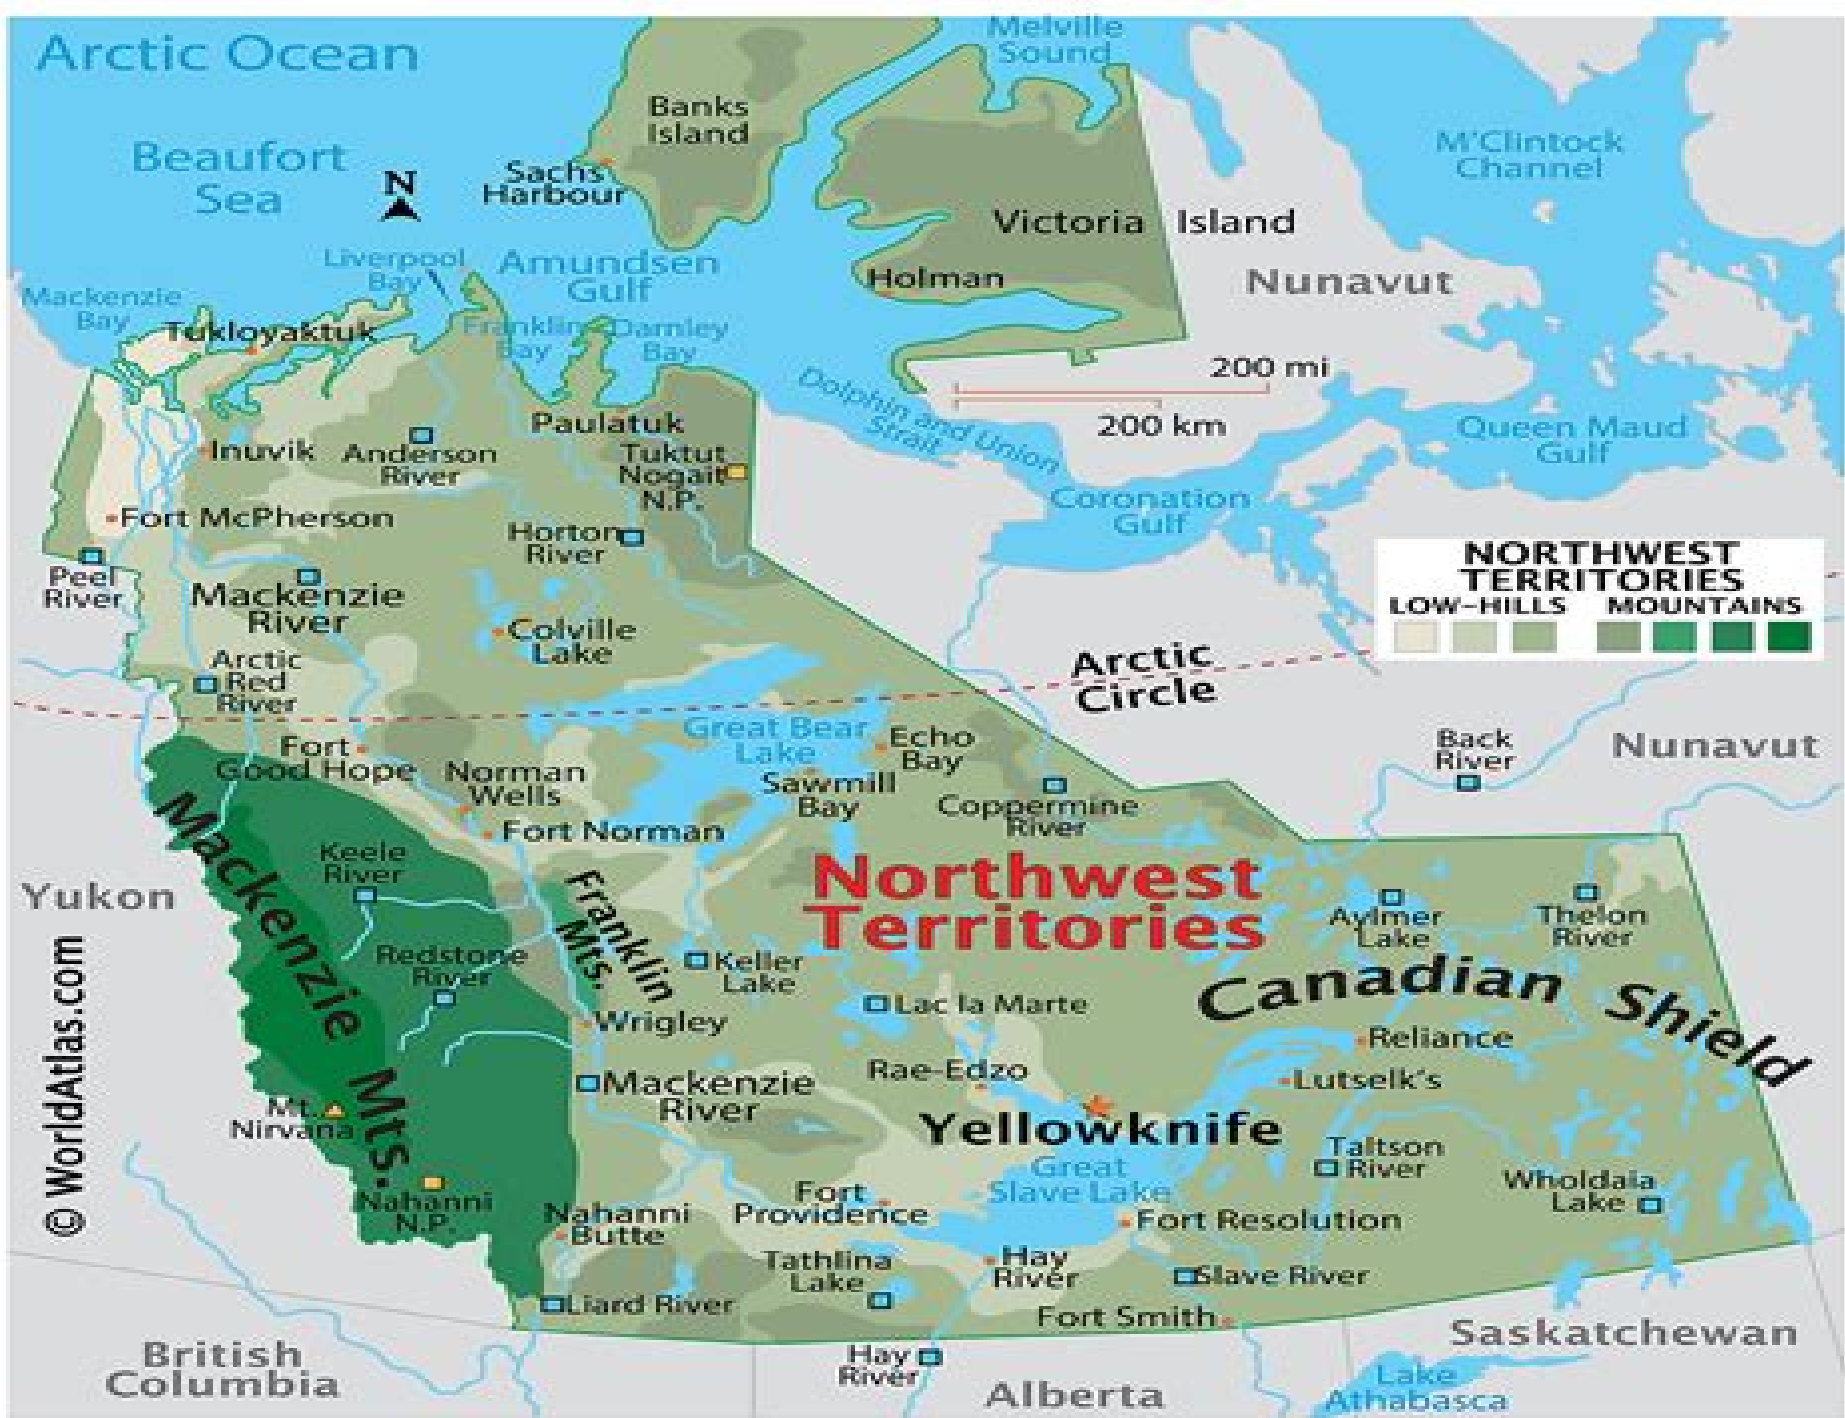 Arctic Ocean
Melville
Sound
Banks
Island
Beaufort
Sea
N
Sachs
Harbour
M'Clintock
Channel
Victoria Island
Liverpool
Bay
Amundsen
Gulf
Holman
Nunavut
Mackenzie
Bay
Tukloyaktuk
Franklin
Bay
Darnley
Bay
200 mi
200 km
Dolphin and Union
Strait
Queen Maud
Gulf
Paulatuk
Inuvik
Anderson
River
Tuktut
Nogait
N.P.
Coronation
Gulf
Fort McPherson
Horton
River
Peel
River
Mackenzie
River
NORTHWEST
TERRITORIES
LOW-HILLS MOUNTAINS
Colville
Lake
Arctic
Red
River
Arctic
Circle
Great Bear
Lake
Echo
Bay
Fort
Good Hope
Norman
Wells
Sawmill
Bay
Coppermine
River
Back
River
Nunavut
Fort Norman
Mackenzie Mts.
Keele
River
Yukon
Franklin
Mts.
Northwest
Territories
Aylmer
Lake
Thelon
River
Redstone
River
Keller
Lake
Canadian Shield
Lac la Marte
Wrigley
Reliance
© WorldAtlas.com
Mackenzie
River
Rae-Edzo
Lutselk's
Mt.
Nirvana
Yellowknife
Great
Slave Lake
Taltson
River
Wholdaia
Lake
Nahanni
N.P.
Nahanni
Butte
Fort
Providence
Fort Resolution
Tathlina
Lake
Hay
River
Slave River
Liard River
Fort Smith
British
Columbia
Hay
River
Alberta
Saskatchewan
Lake
Athabasca